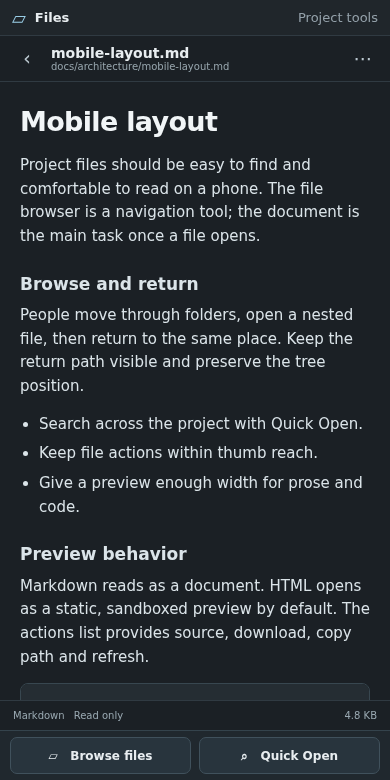 Files
Project tools
mobile-layout.md
docs/architecture/mobile-layout.md
Mobile layout
Project files should be easy to find and
comfortable to read on a phone. The file
browser is a navigation tool; the document is
the main task once a file opens.
Browse and return
People move through folders, open a nested
file, then return to the same place. Keep the
return path visible and preserve the tree
position.
• Search across the project with Quick Open.
• Keep file actions within thumb reach.
• Give a preview enough width for prose and
code.
Preview behavior
Markdown reads as a document. HTML opens
as a static, sandboxed preview by default. The
actions list provides source, download, copy
path and refresh.
Markdown Read only
4.8 KB
Browse files
Quick Open